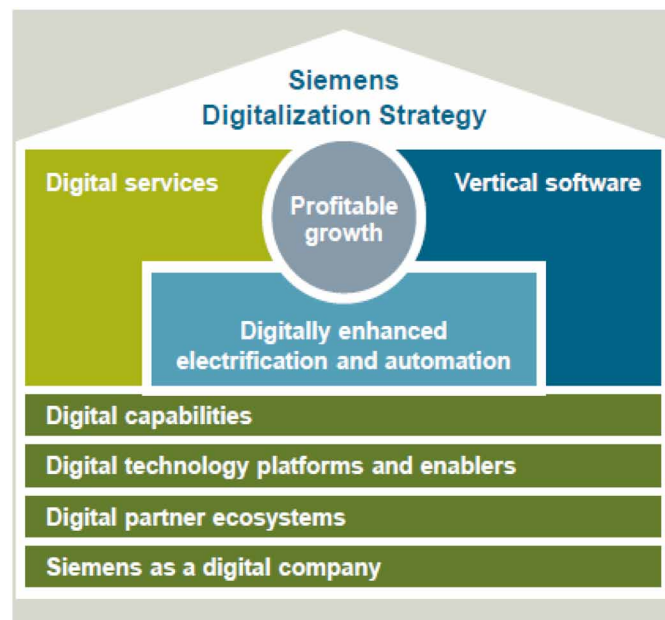 Siemens
Digitalization Strategy
Digital services
Profitable
growth
Vertical software
Digitally enhanced
electrification and automation
Digital capabilities
Digital technology platforms and enablers
Digital partner ecosystems
Siemens as a digital company